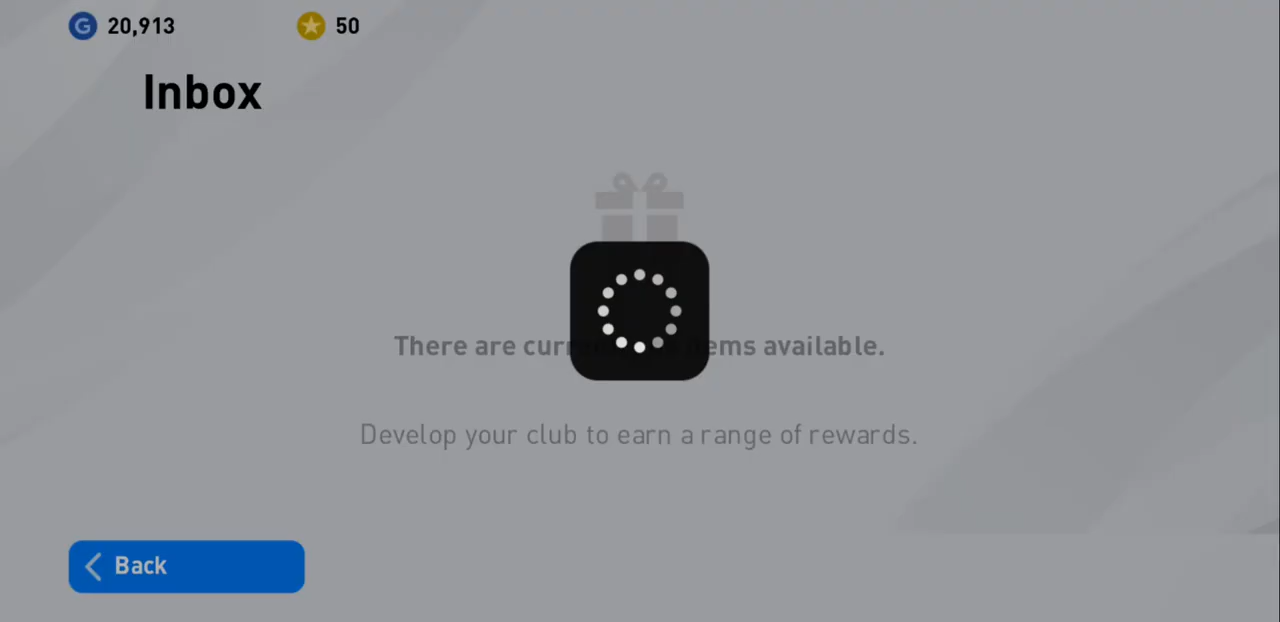 G 20,913 50
Inbox
There are curr ems available.
Develop your club to earn a range of rewards.
Back